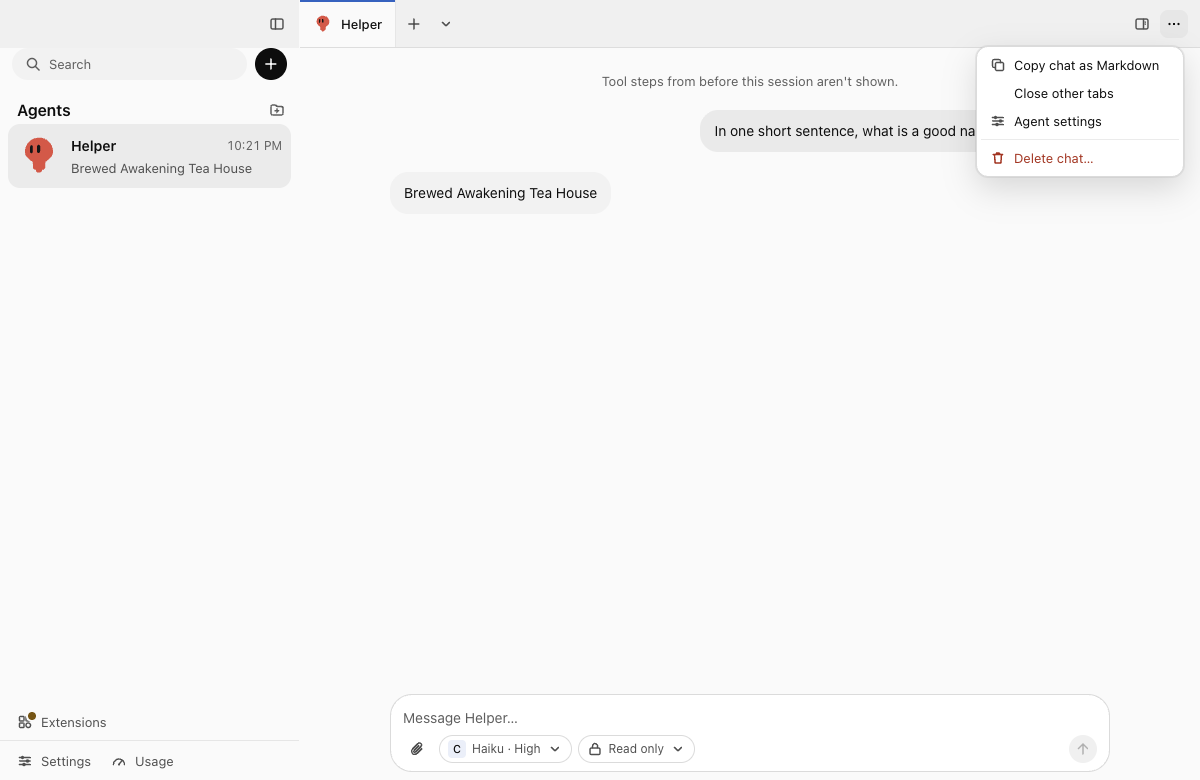 Helper
Search
Agents
Helper
10:21 PM
Brewed Awakening Tea House
Tool steps from before this session aren't shown.
In one short sentence, what is a good na
Brewed Awakening Tea House
Copy chat as Markdown
Close other tabs
Agent settings
Delete chat...
Extensions
Settings
Usage
Message Helper...
C Haiku · High
Read only